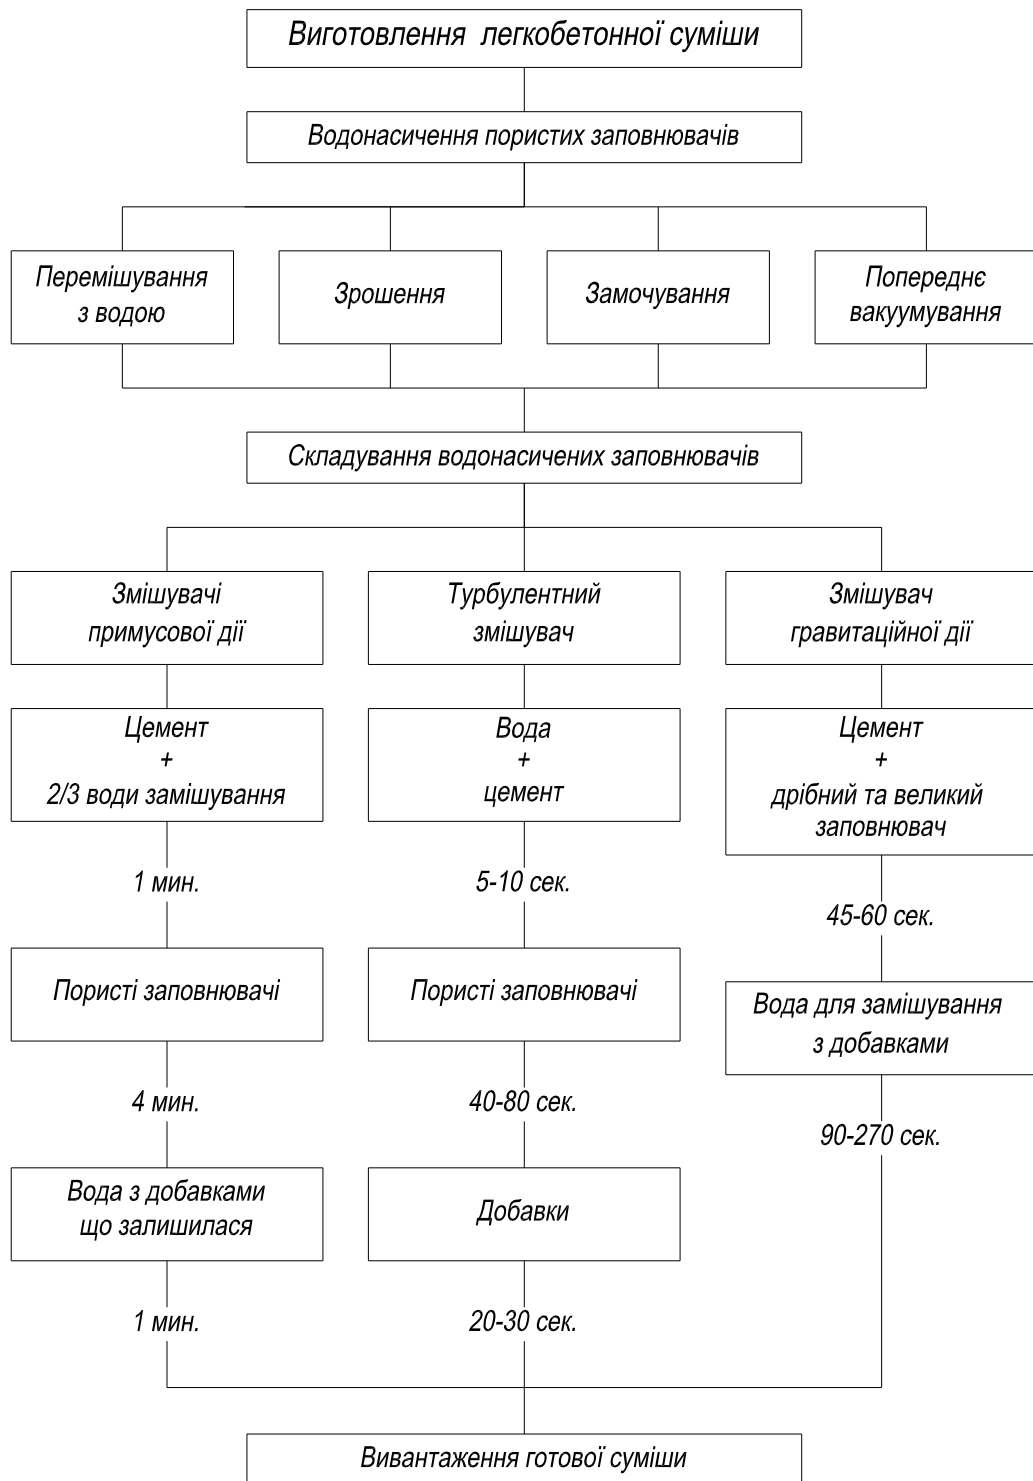 Виготовлення легкобетонної суміши
Водонасичення пористих заповнювачів
Перемішування
з водою
Зрошення
Замочування
Попереднє
вакуумування
Складування водонасичених заповнювачів
Змішувачі
примусової дії
Турбулентний
змішувач
Змішувач
гравитаційної дії
Цемент
+
2/3 води замішування
Вода
+
цемент
Цемент
+
дрібний та великий
заповнювач
1 мин.
5-10 сек.
45-60 сек.
Пористі заповнювачі
Пористі заповнювачі
Вода для замішування
з добавками
4 мин.
40-80 сек.
90-270 сек.
Вода з добавками
що залишилася
Добавки
1 мин.
20-30 сек.
Вивантаження готової суміши